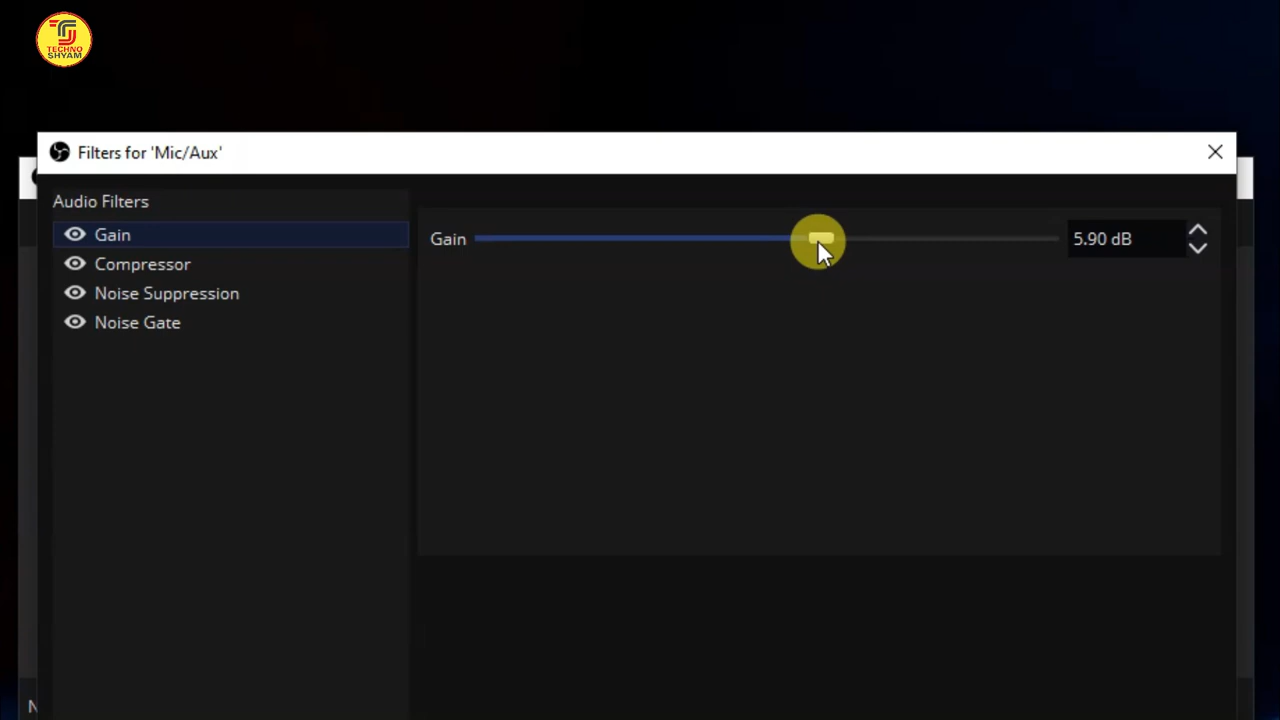 TECHNO
SHYAM
Filters for 'Mic/Aux'
Audio Filters
Gain
Compressor
Noise Suppression
Noise Gate
Gain 5.90 dB
N